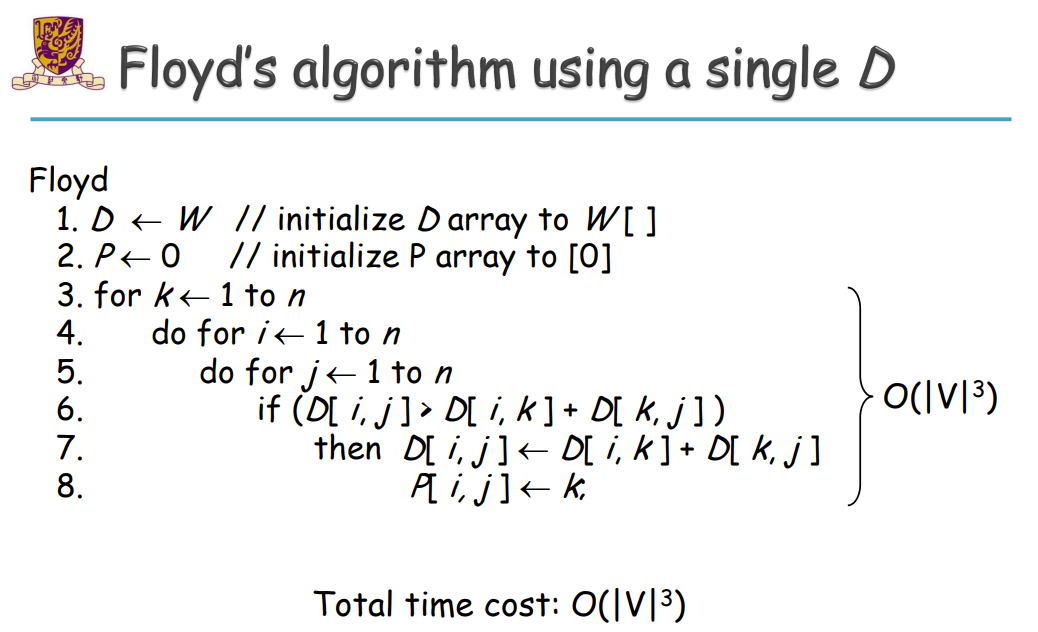 Floyd's algorithm using a single D
Floyd
1. D ← W // initialize D array to W[ ]
2. P ← 0 // initialize P array to [0]
3. for k ← 1 to n
4. do for i ← 1 to n
5. do for j ← 1 to n
6. if (D[ i, j ] > D[ i, k ] + D[ k, j ] )
7. then D[ i, j ] ← D[ i, k ] + D[ k, j ]
8. P[ i, j ] ← k;
O(|V|³)
Total time cost: O(|V|³)